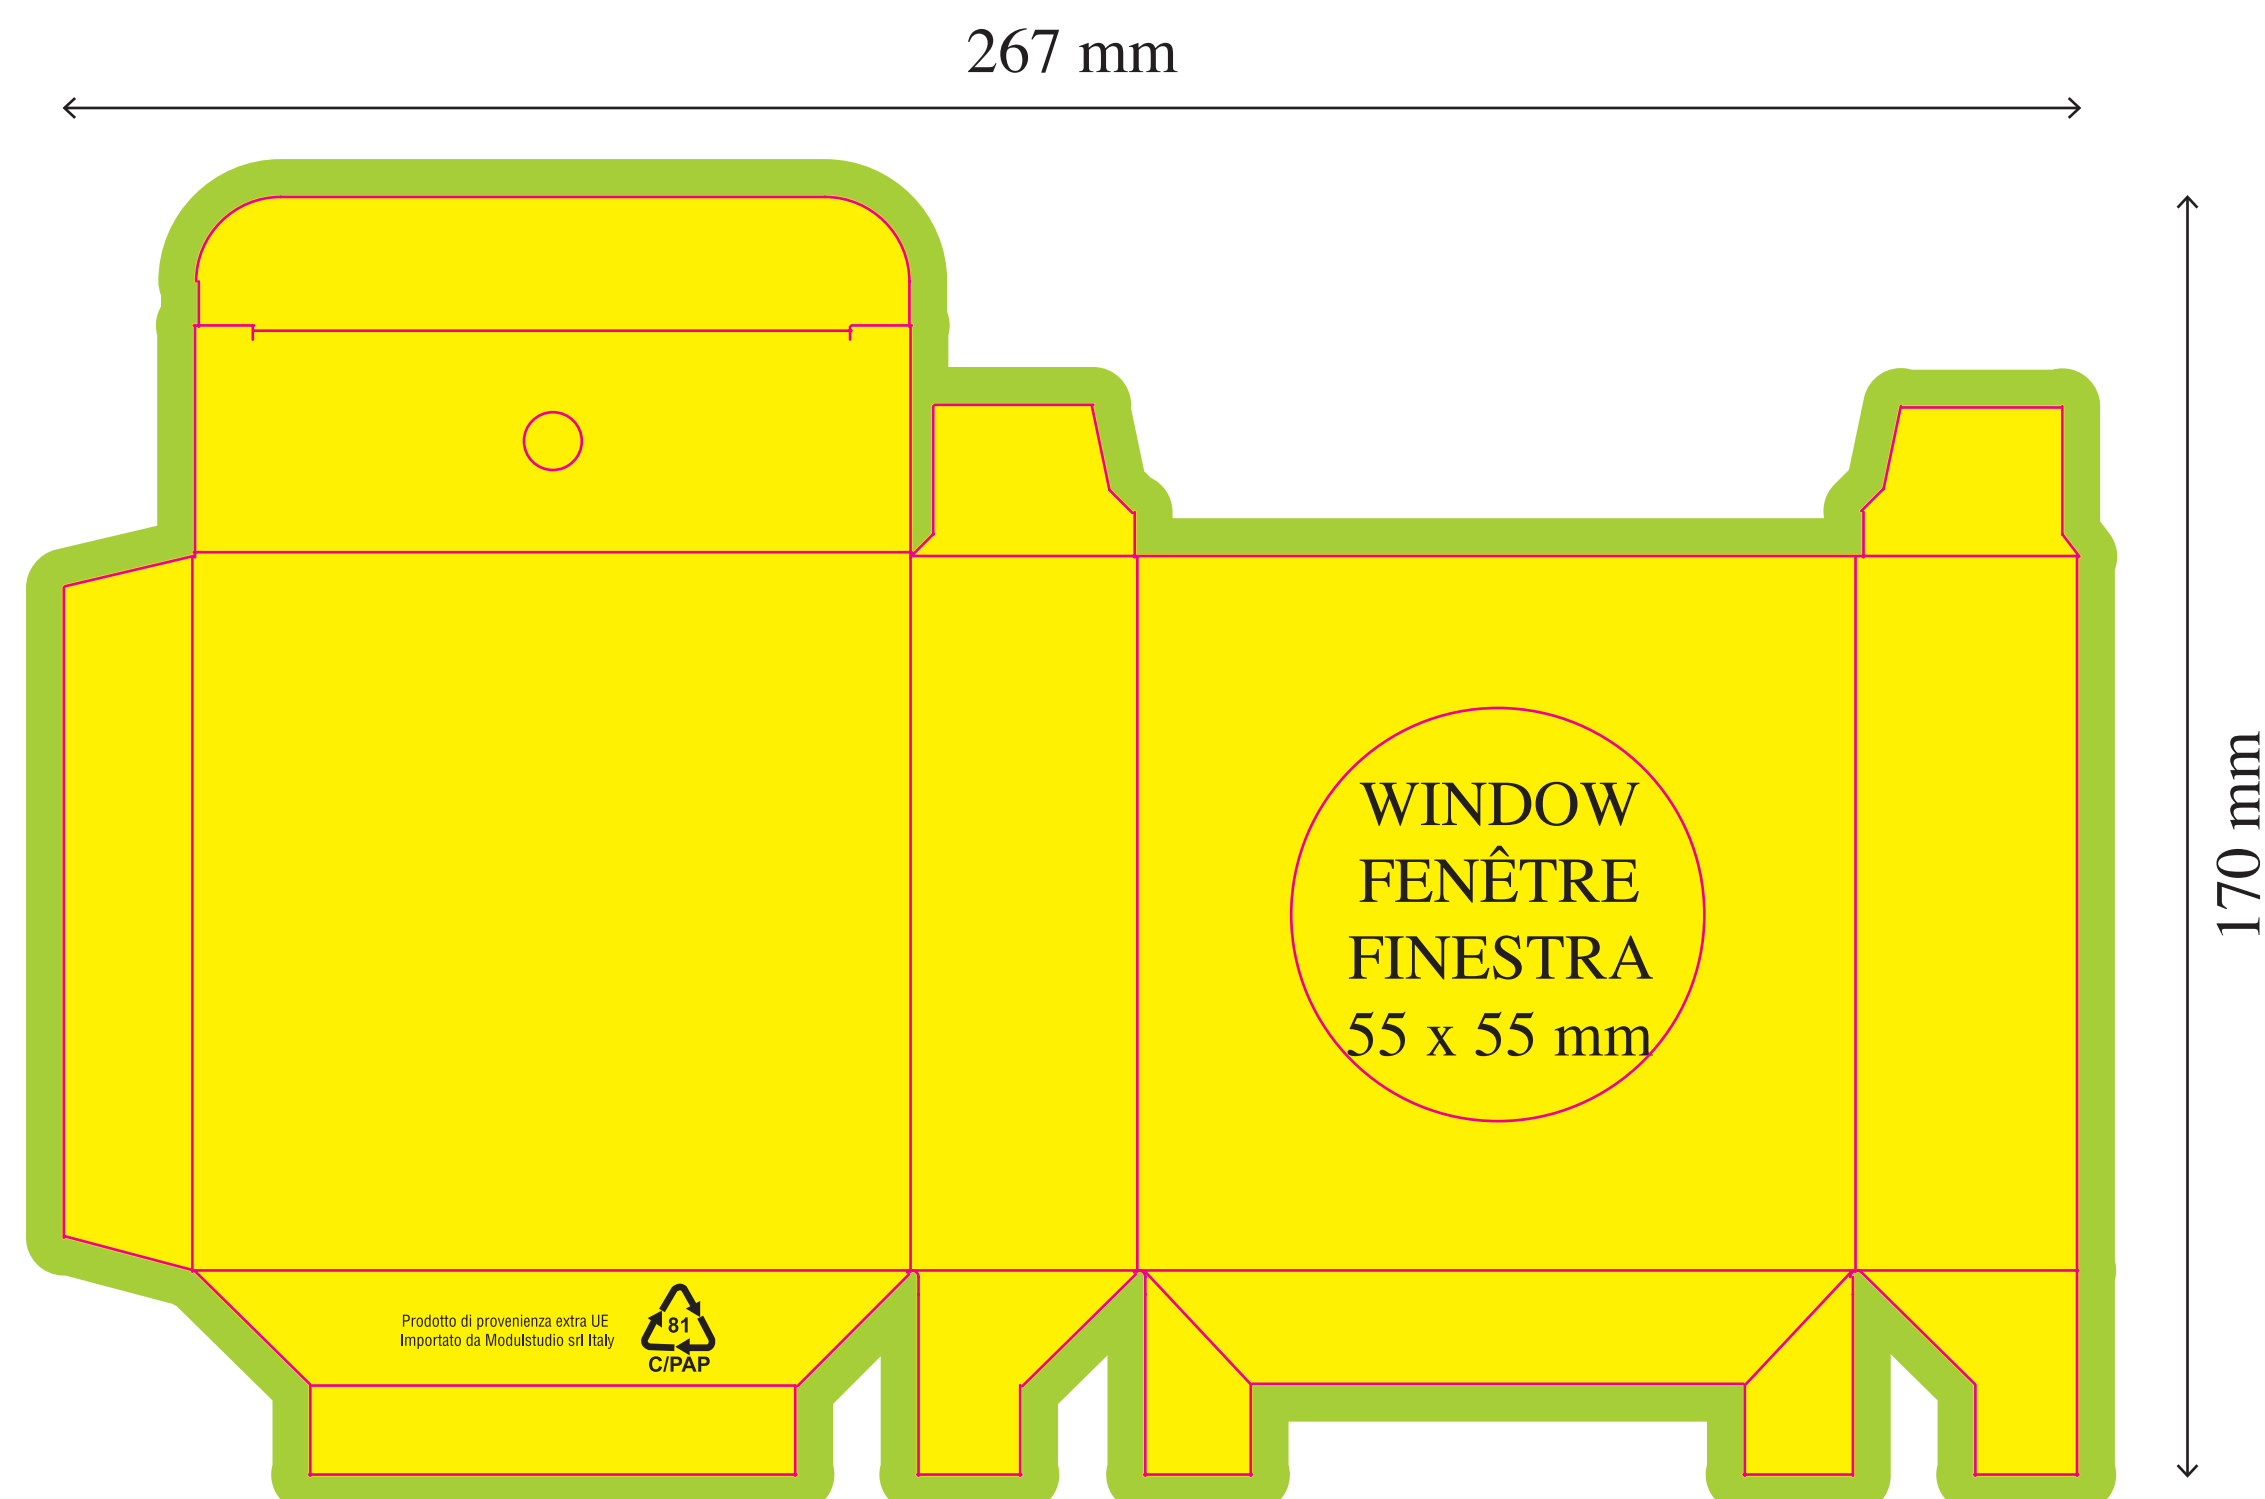 267 mm
170 mm
WINDOW
FENÊTRE
FINESTRA
55 x 55 mm
Prodotto di provenienza extra UE
Importato da Modulstudio srl Italy
81
C/PAP